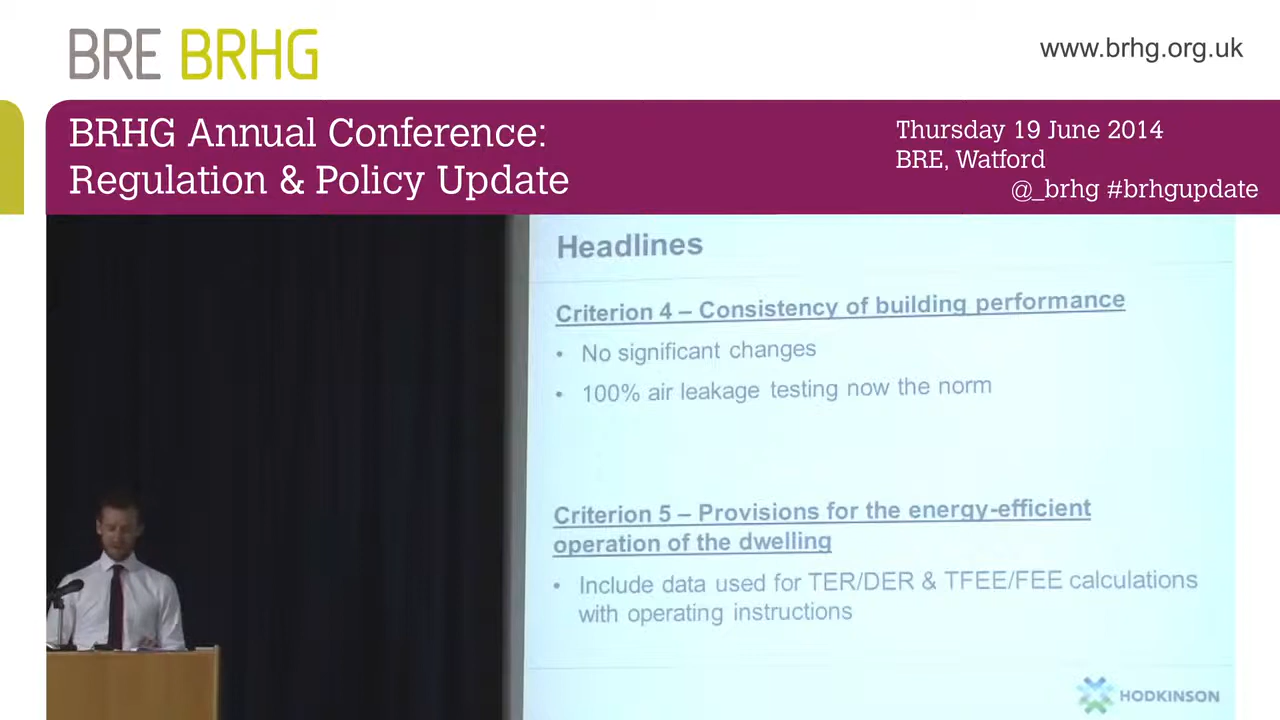 BRE BRHG
www.brhg.org.uk
BRHG Annual Conference:
Regulation & Policy Update
Thursday 19 June 2014
BRE, Watford
@_brhg #brhgupdate
Headlines
Criterion 4 – Consistency of building performance
• No significant changes
• 100% air leakage testing now the norm
Criterion 5 – Provisions for the energy-efficient
operation of the dwelling
• Include data used for TER/DER & TFEE/FEE calculations
with operating instructions
HODKINSON